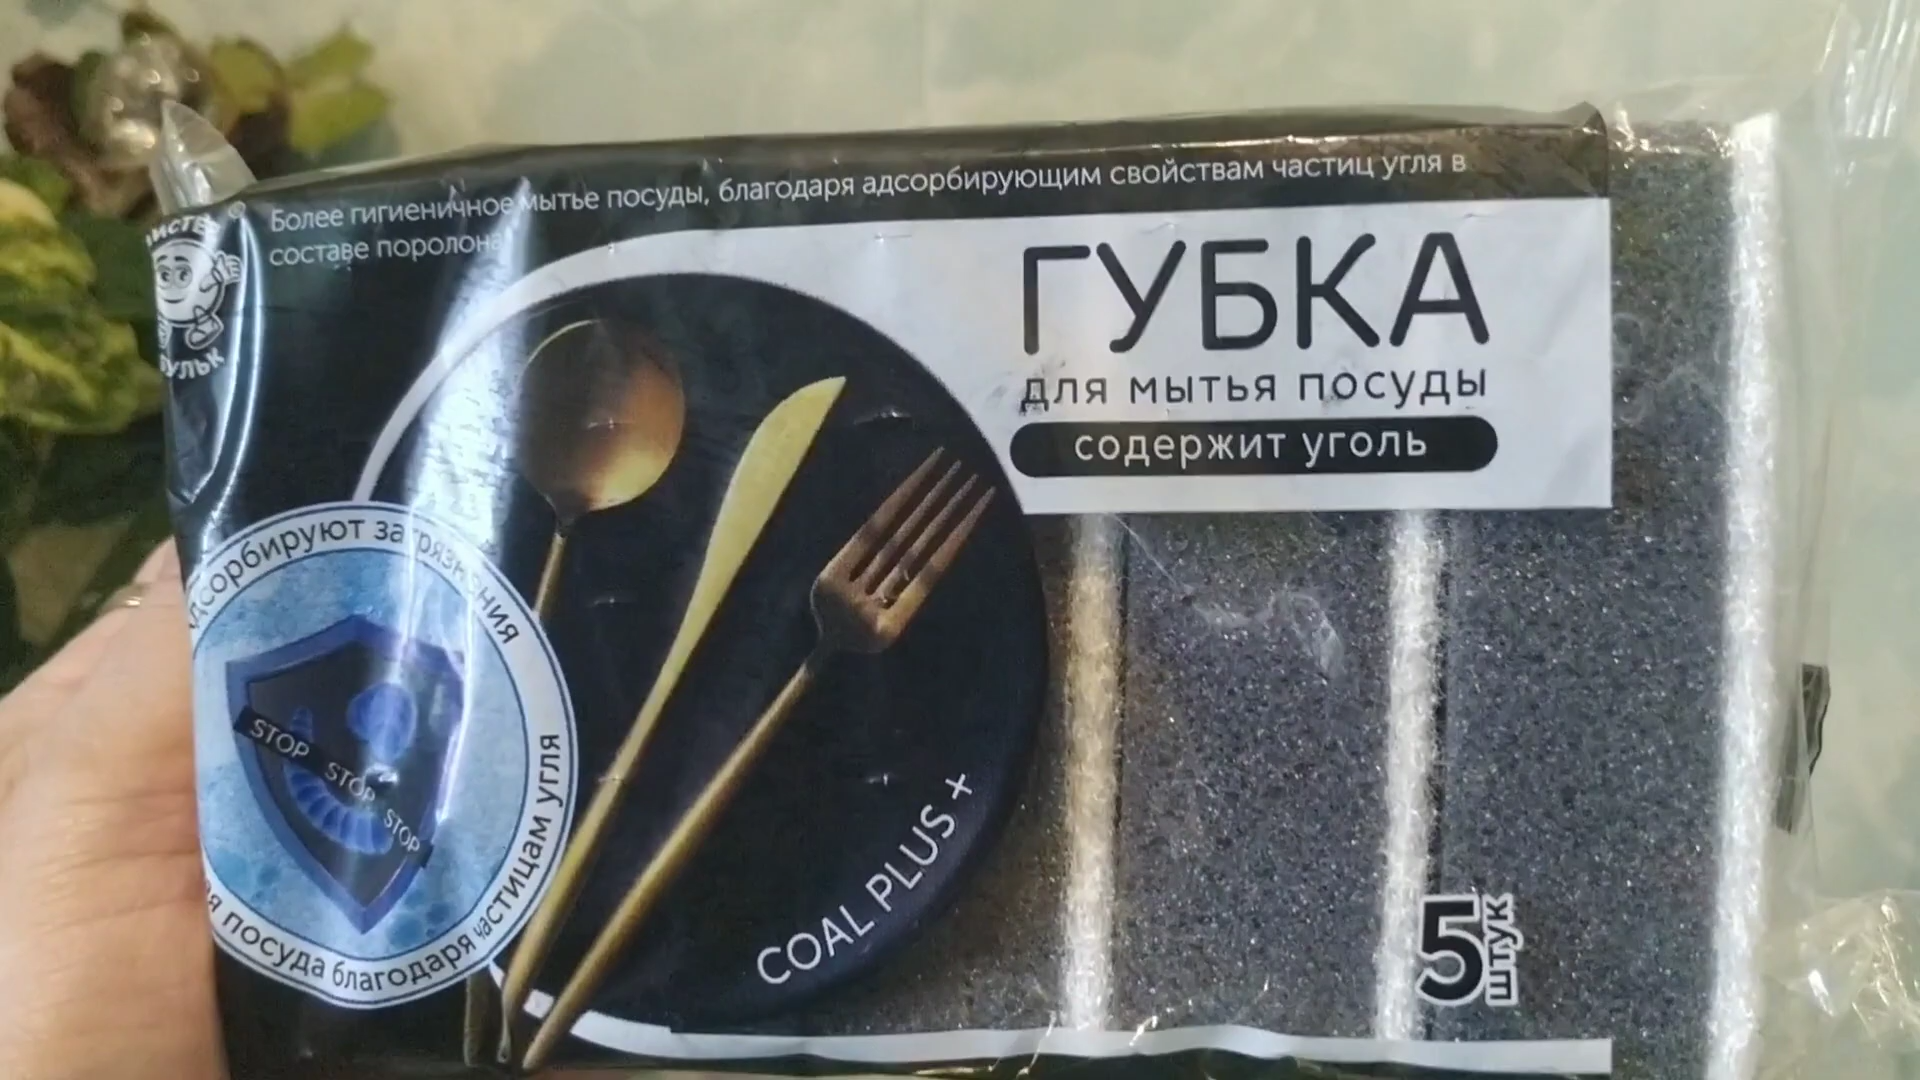 Более гигиеничное мытье посуды, благодаря адсорбирующим свойствам частиц угля в
составе поролона
ГУБКА
для мытья посуды
содержит уголь
загрязнения
посуда благодаря частицам угля
STOP STOP STOP
COAL PLUS +
5 штук